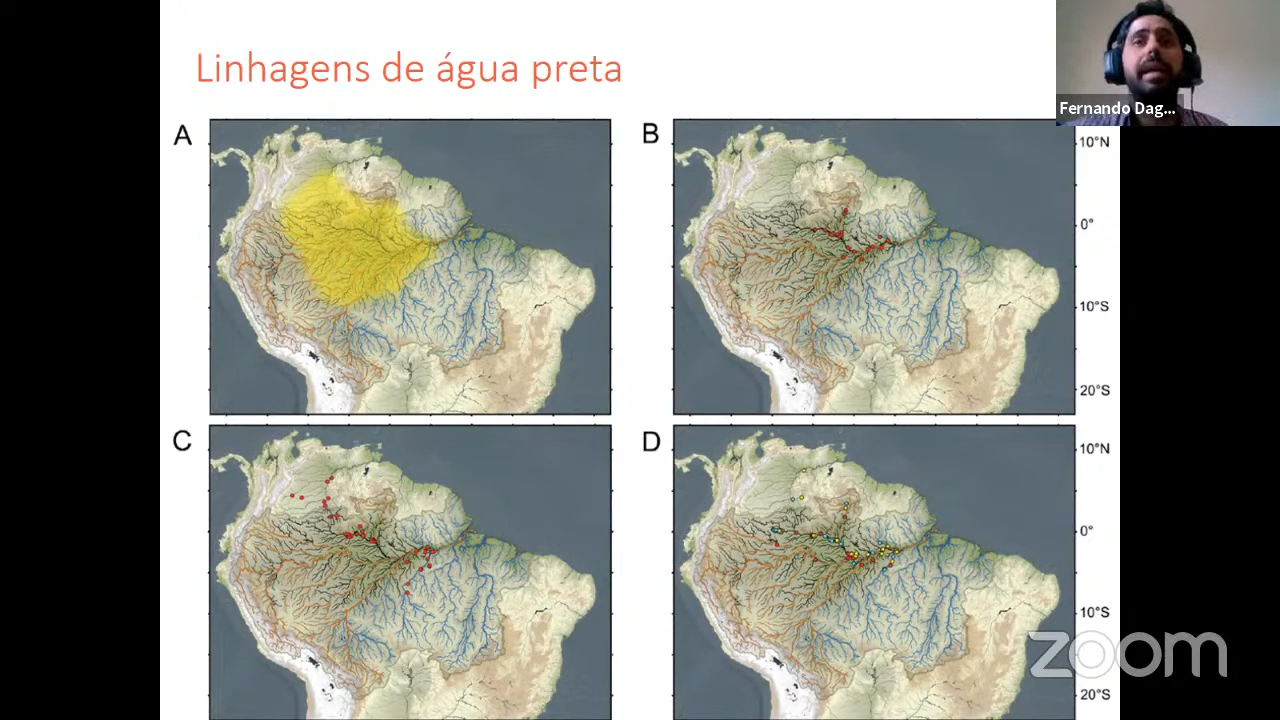 Linhagens de água preta
Fernando Dag...
A
B
10°N
0°
10°S
20°S
C
D
10°N
0°
10°S
20°S
zoom